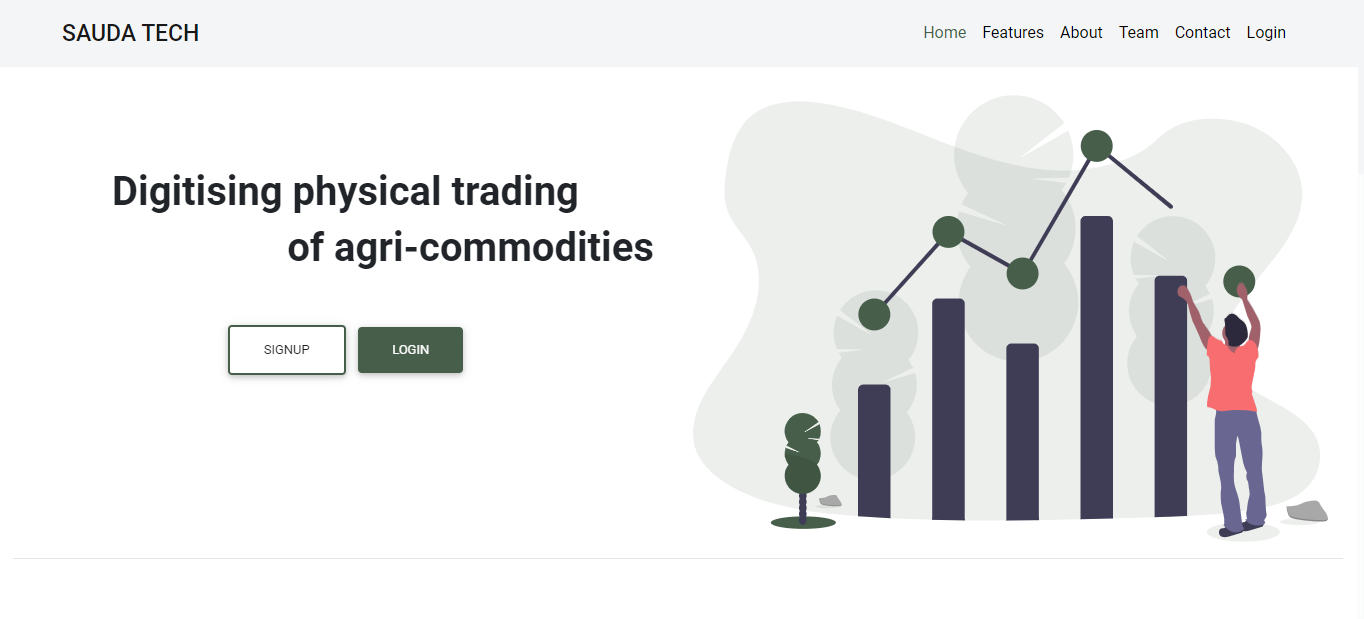 SAUDA TECH
Home Features About Team Contact Login
Digitising physical trading
of agri-commodities
SIGNUP LOGIN